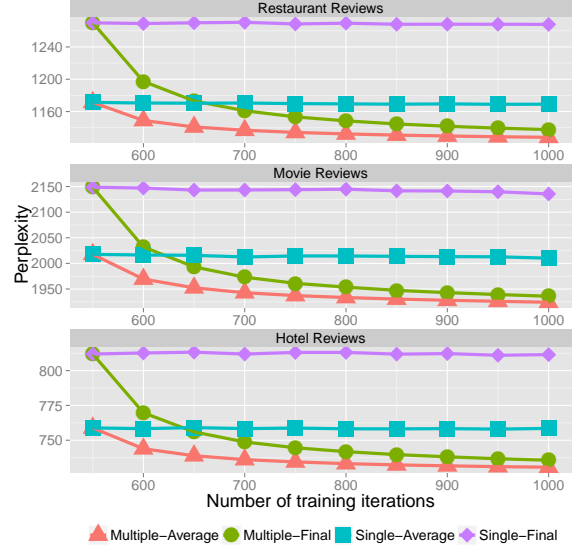 Restaurant Reviews
1240
1200
1160
600 700 800 900 1000
Movie Reviews
2150
2100
2050
2000
1950
600 700 800 900 1000
Hotel Reviews
800
775
750
600 700 800 900 1000
Perplexity
Number of training iterations
Multiple−Average Multiple−Final Single−Average Single−Final